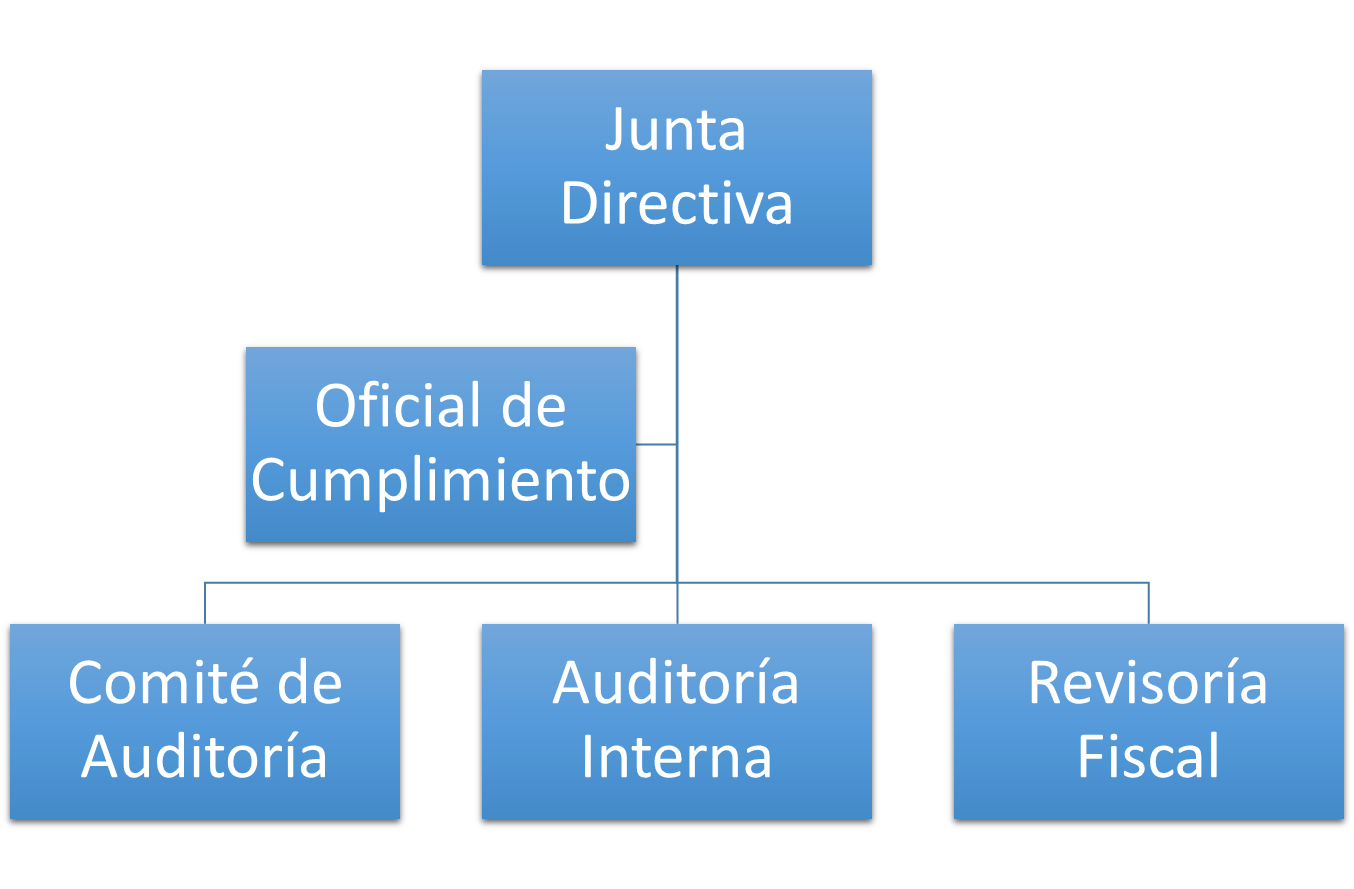 Junta
Directiva
Oficial de
Cumplimiento
Comité de
Auditoría
Auditoría
Interna
Revisoría
Fiscal